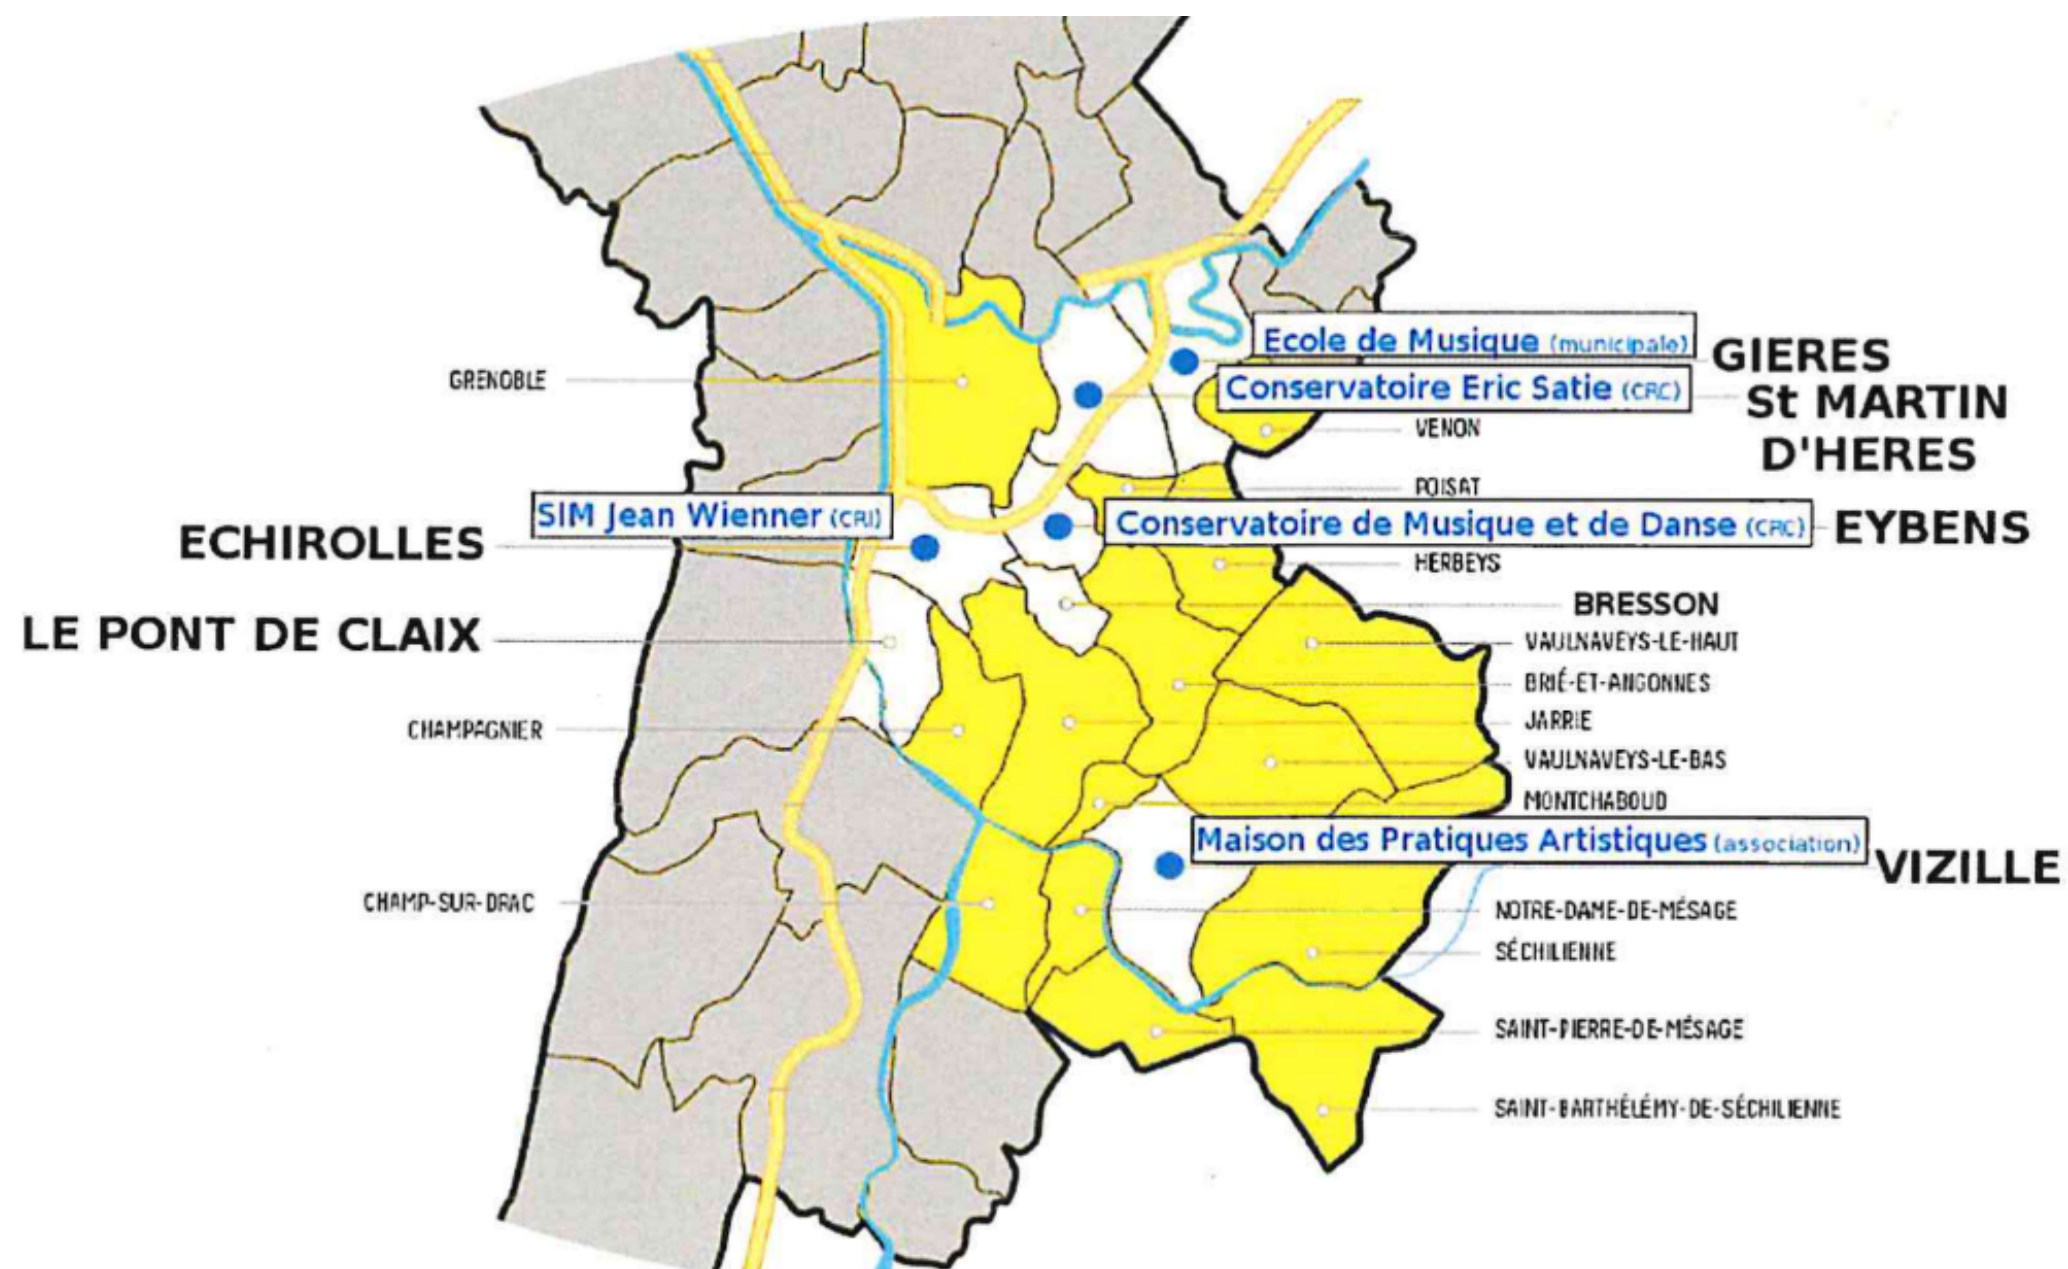 Ecole de Musique (municipale)
GIERES
GRENOBLE
Conservatoire Eric Satie (CRC)
St MARTIN
D'HERES
VENON
POISAT
SIM Jean Wienner (CRI)
ECHIROLLES
Conservatoire de Musique et de Danse (CRC)
EYBENS
HERBEYS
BRESSON
LE PONT DE CLAIX
VAULNAVEYS-LE-HAUT
BRIÉ-ET-ANGONNES
CHAMPAGNIER
JARRIE
VAULNAVEYS-LE-BAS
MONTCHABOUD
Maison des Pratiques Artistiques (association)
VIZILLE
CHAMP-SUR-DRAC
NOTRE-DAME-DE-MÉSAGE
SÉCHILIENNE
SAINT-PIERRE-DE-MÉSAGE
SAINT-BARTHÉLÉMY-DE-SÉCHILIENNE